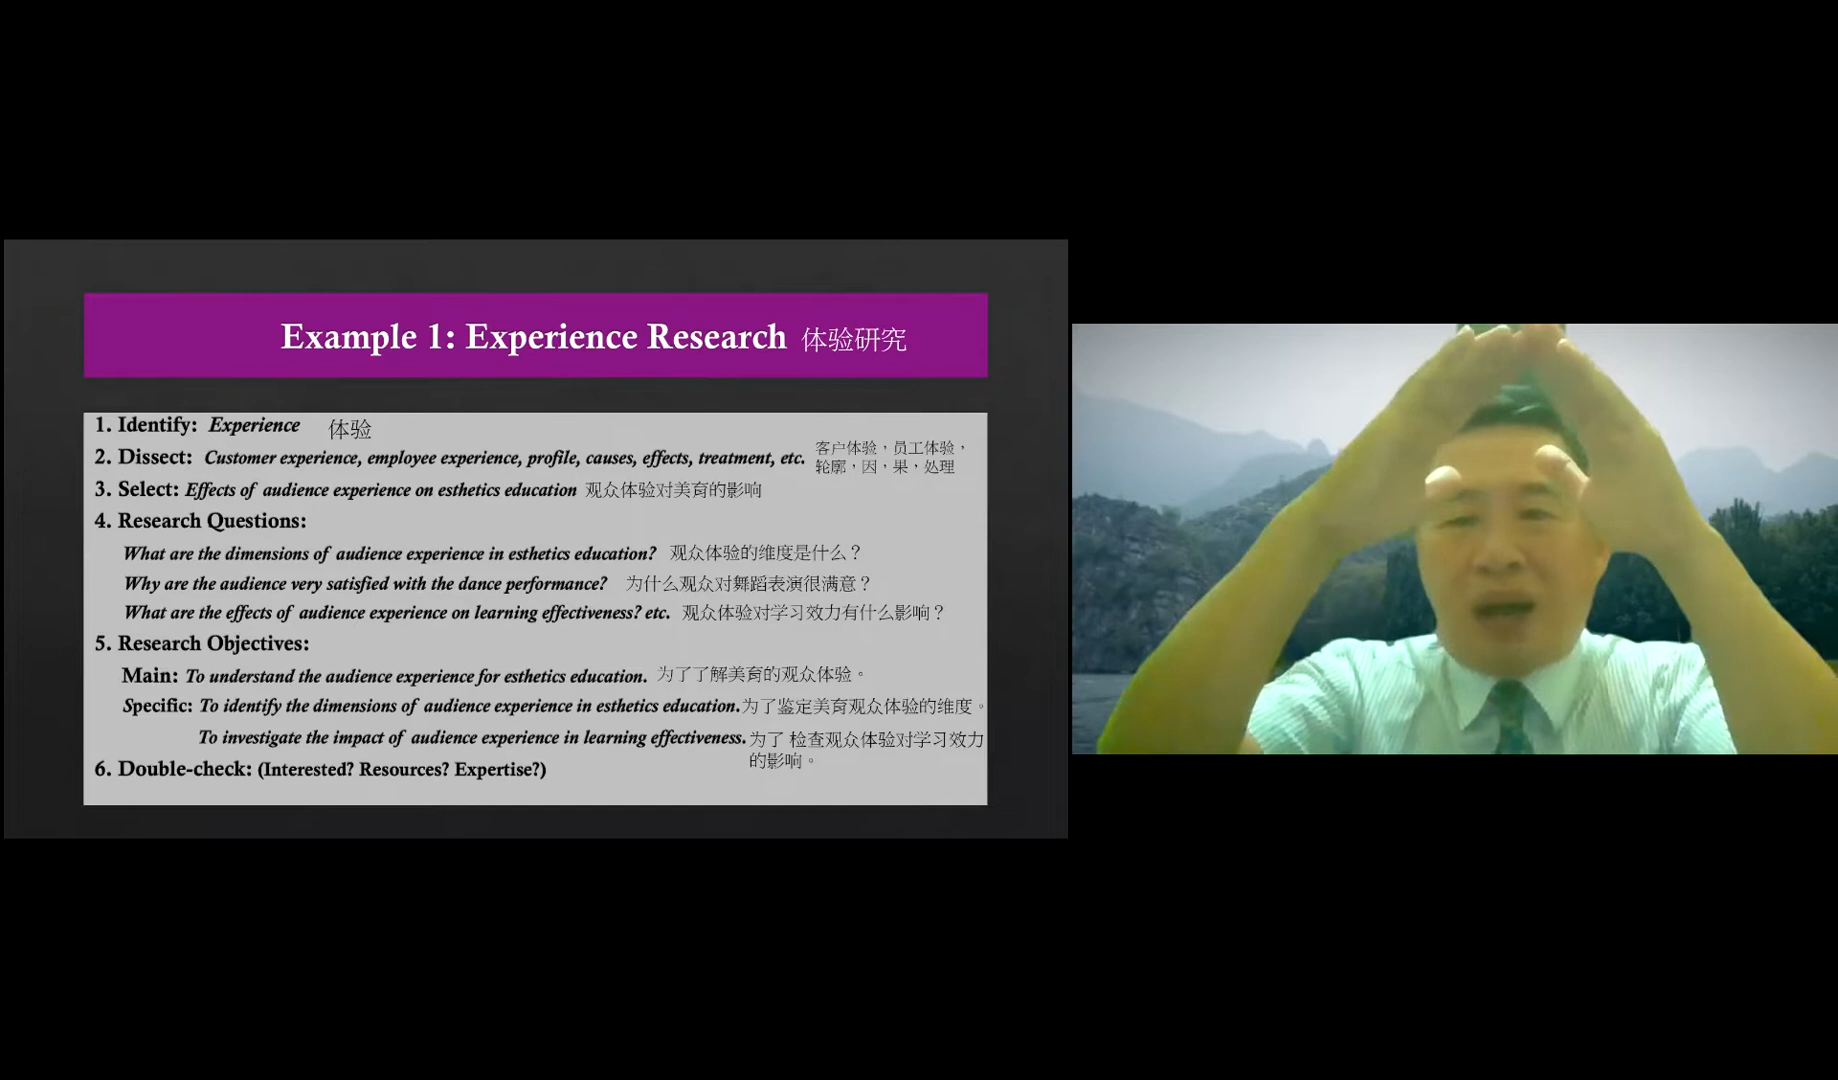 Example 1: Experience Research 体验研究
1. Identify: Experience 体验
2. Dissect: Customer experience, employee experience, profile, causes, effects, treatment, etc. 客户体验，员工体验，
轮廓，因，果，处理
3. Select: Effects of audience experience on esthetics education 观众体验对美育的影响
4. Research Questions:
What are the dimensions of audience experience in esthetics education? 观众体验的维度是什么？
Why are the audience very satisfied with the dance performance? 为什么观众对舞蹈表演很满意？
What are the effects of audience experience on learning effectiveness? etc. 观众体验对学习效力有什么影响？
5. Research Objectives:
Main: To understand the audience experience for esthetics education. 为了了解美育的观众体验。
Specific: To identify the dimensions of audience experience in esthetics education. 为了鉴定美育观众体验的维度。
To investigate the impact of audience experience in learning effectiveness. 为了 检查观众体验对学习效力
的影响。
6. Double-check: (Interested? Resources? Expertise?)